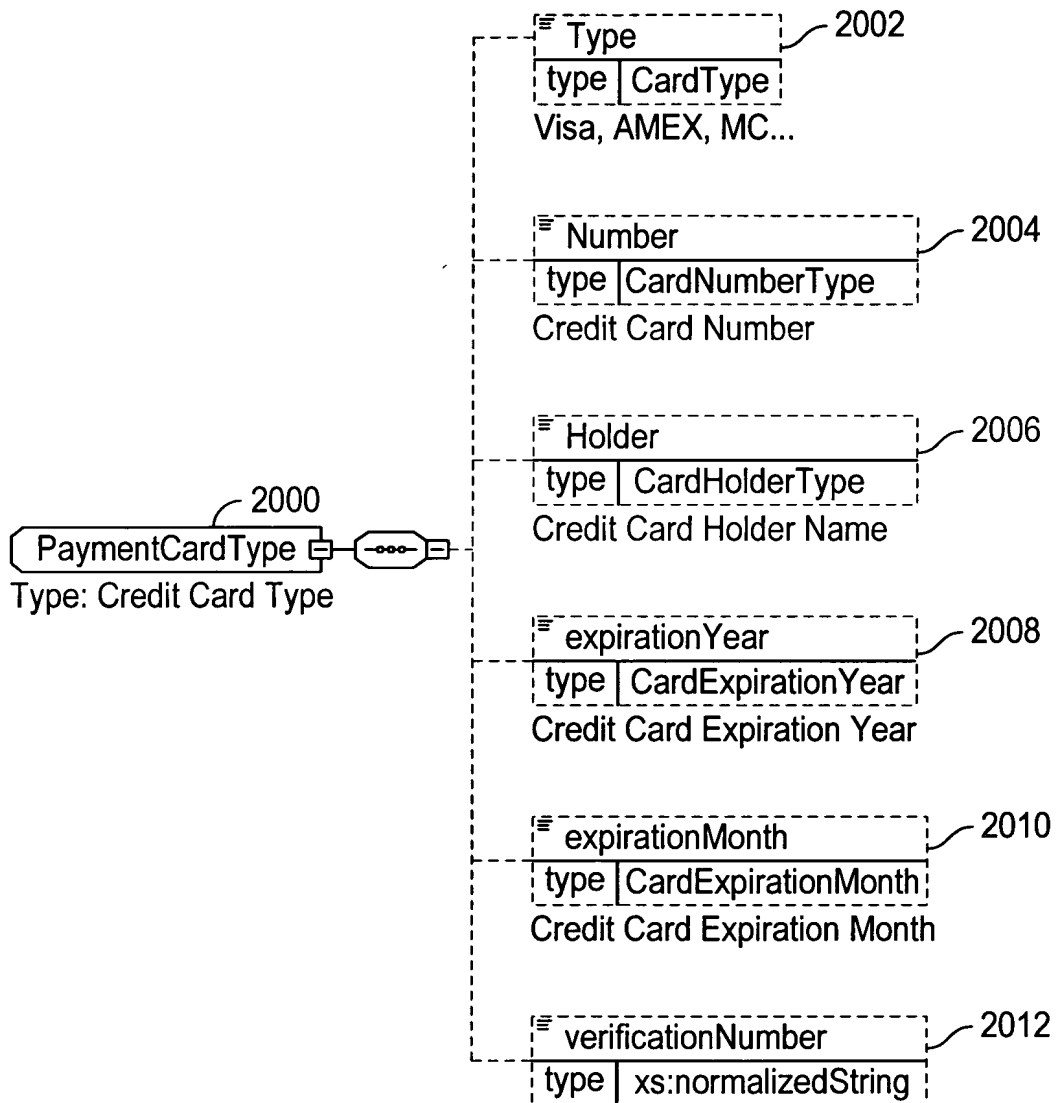 Type
2002
type CardType
Visa, AMEX, MC...
Number
2004
type CardNumberType
Credit Card Number
Holder
2006
type CardHolderType
Credit Card Holder Name
2000
PaymentCardType
Type: Credit Card Type
expirationYear
2008
type CardExpirationYear
Credit Card Expiration Year
expirationMonth
2010
type CardExpirationMonth
Credit Card Expiration Month
verificationNumber
2012
type xs:normalizedString